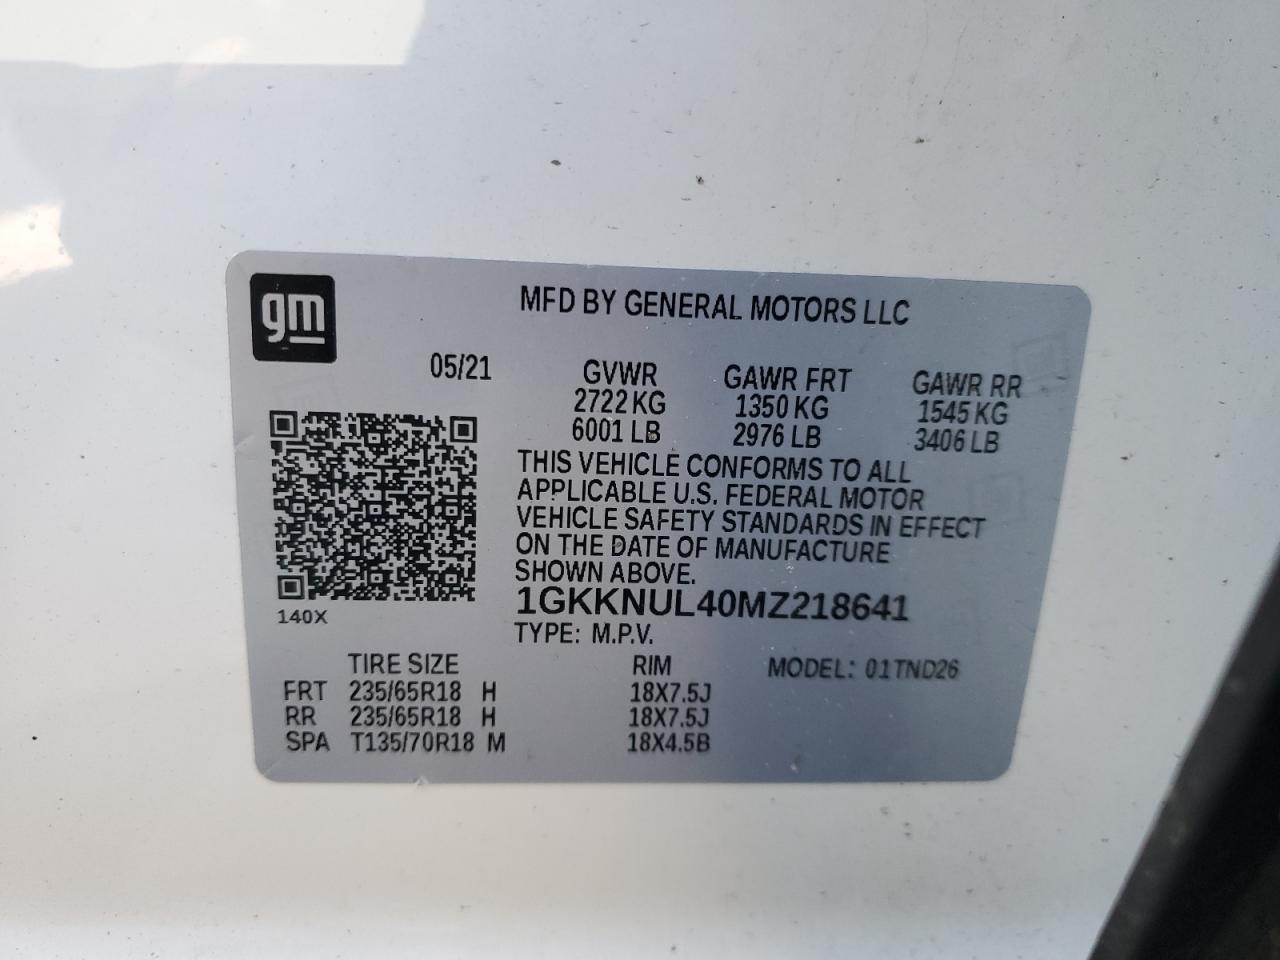 gm
MFD BY GENERAL MOTORS LLC
05/21 GVWR GAWR FRT GAWR RR
2722 KG 1350 KG 1545 KG
6001 LB 2976 LB 3406 LB
THIS VEHICLE CONFORMS TO ALL
APPLICABLE U.S. FEDERAL MOTOR
VEHICLE SAFETY STANDARDS IN EFFECT
ON THE DATE OF MANUFACTURE
SHOWN ABOVE.
1GKKNUL40MZ218641
140X
TYPE: M.P.V.
TIRE SIZE RIM MODEL: 01TND26
FRT 235/65R18 H 18X7.5J
RR 235/65R18 H 18X7.5J
SPA T135/70R18 M 18X4.5B